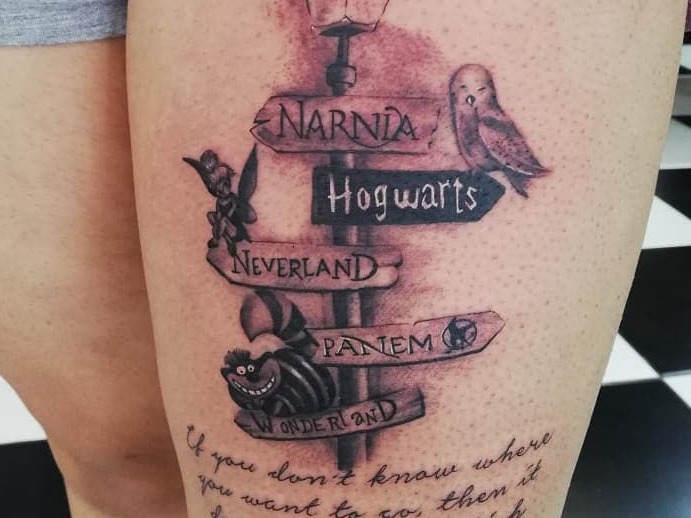 NARNIA
Hogwarts
NEVERLAND
PANEM
WONDERLAND
If you don't know where
you want to go, then it